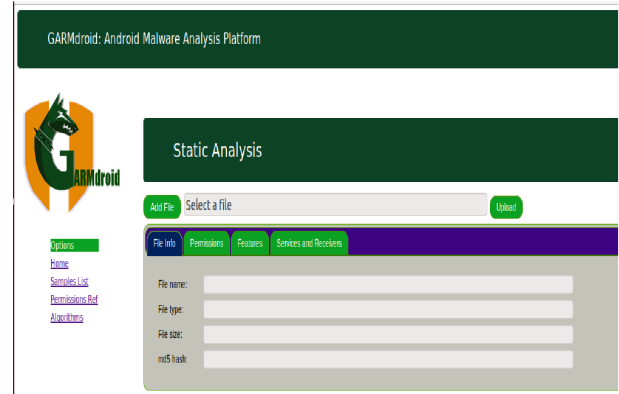 GARMdroid: Android Malware Analysis Platform
GARMdroid
Static Analysis
Add File Select a file Upload
Options
Home
Samples List
Permissions Ref
Algorithms
File Info Permissions Features Services and Receivers
File name:
File type:
File size:
md5 hash: